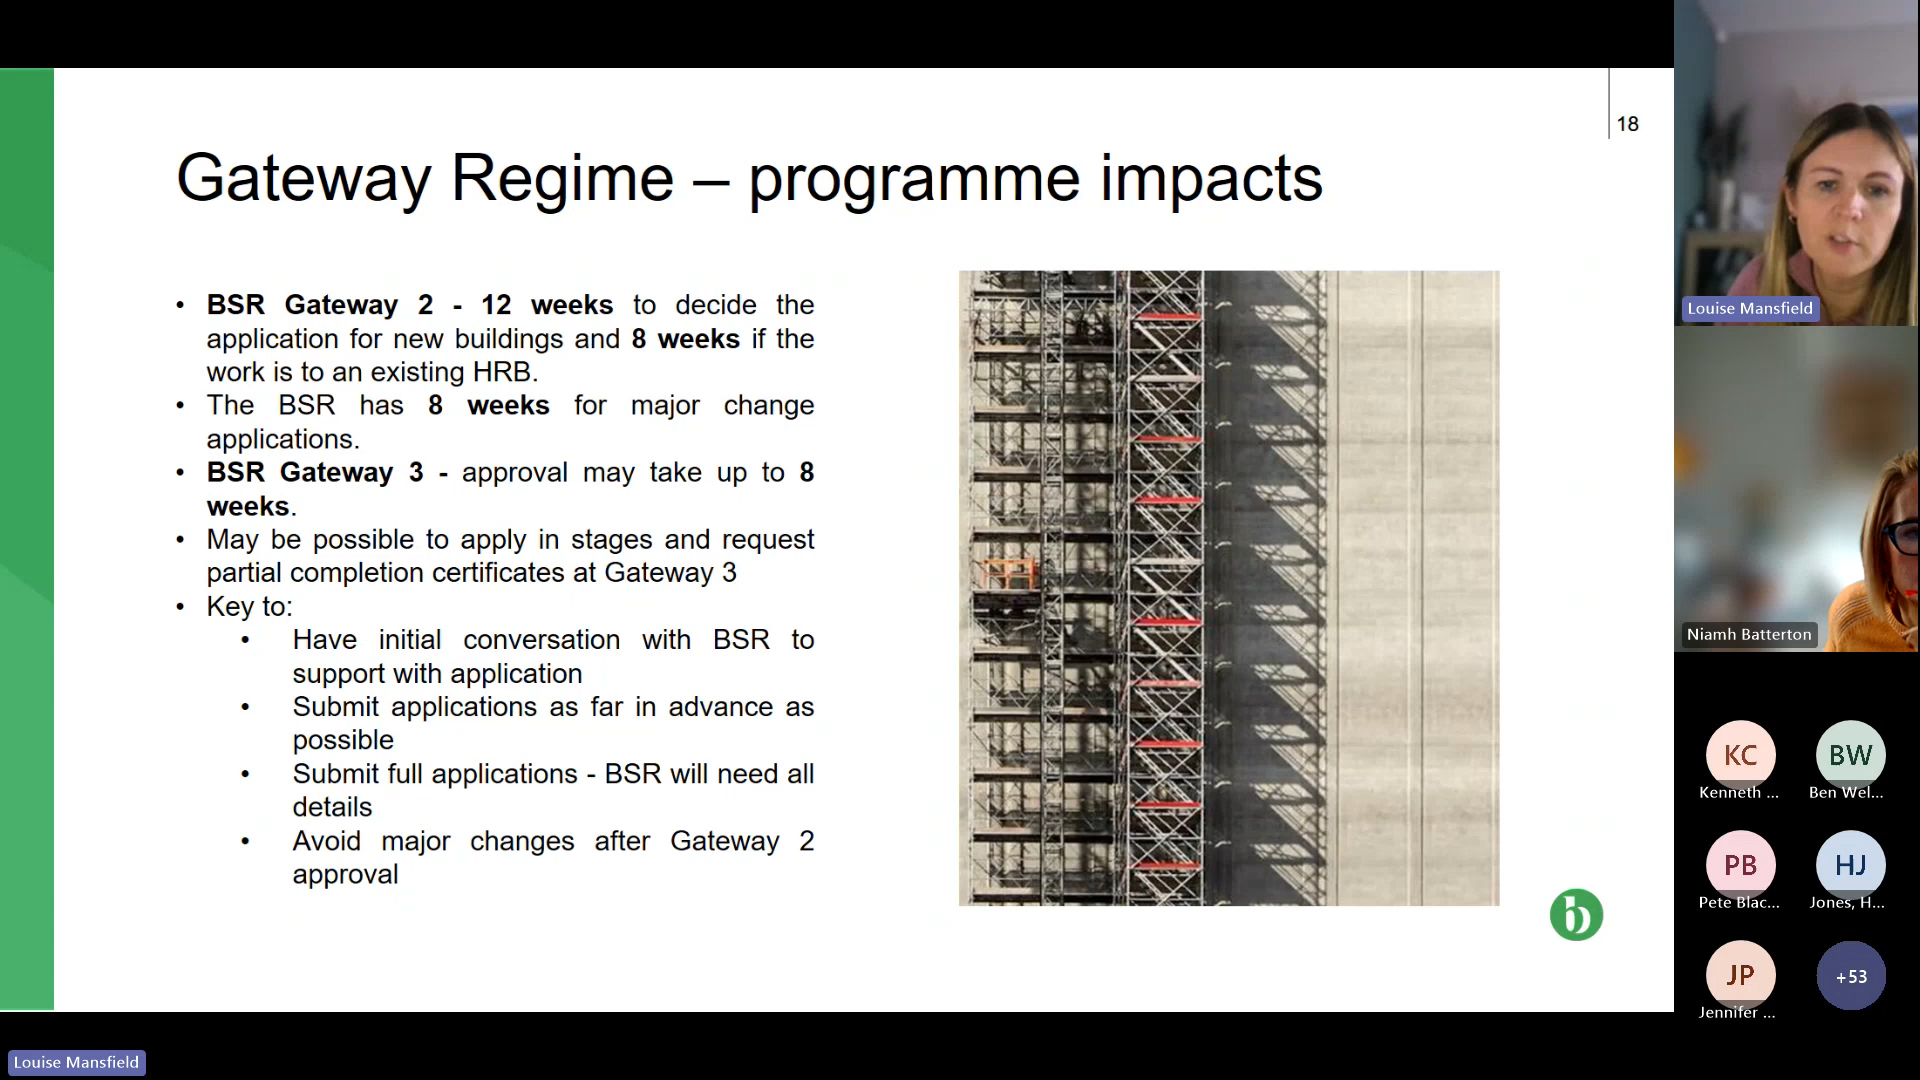 18
Gateway Regime – programme impacts
• BSR Gateway 2 - 12 weeks to decide the
application for new buildings and 8 weeks if the
work is to an existing HRB.
• The BSR has 8 weeks for major change
applications.
• BSR Gateway 3 - approval may take up to 8
weeks.
• May be possible to apply in stages and request
partial completion certificates at Gateway 3
• Key to:
• Have initial conversation with BSR to
support with application
• Submit applications as far in advance as
possible
• Submit full applications - BSR will need all
details
• Avoid major changes after Gateway 2
approval
b
Louise Mansfield
Niamh Batterton
KC
Kenneth ...
BW
Ben Wel...
PB
Pete Blac...
HJ
Jones, H...
JP
Jennifer ...
+53
Louise Mansfield